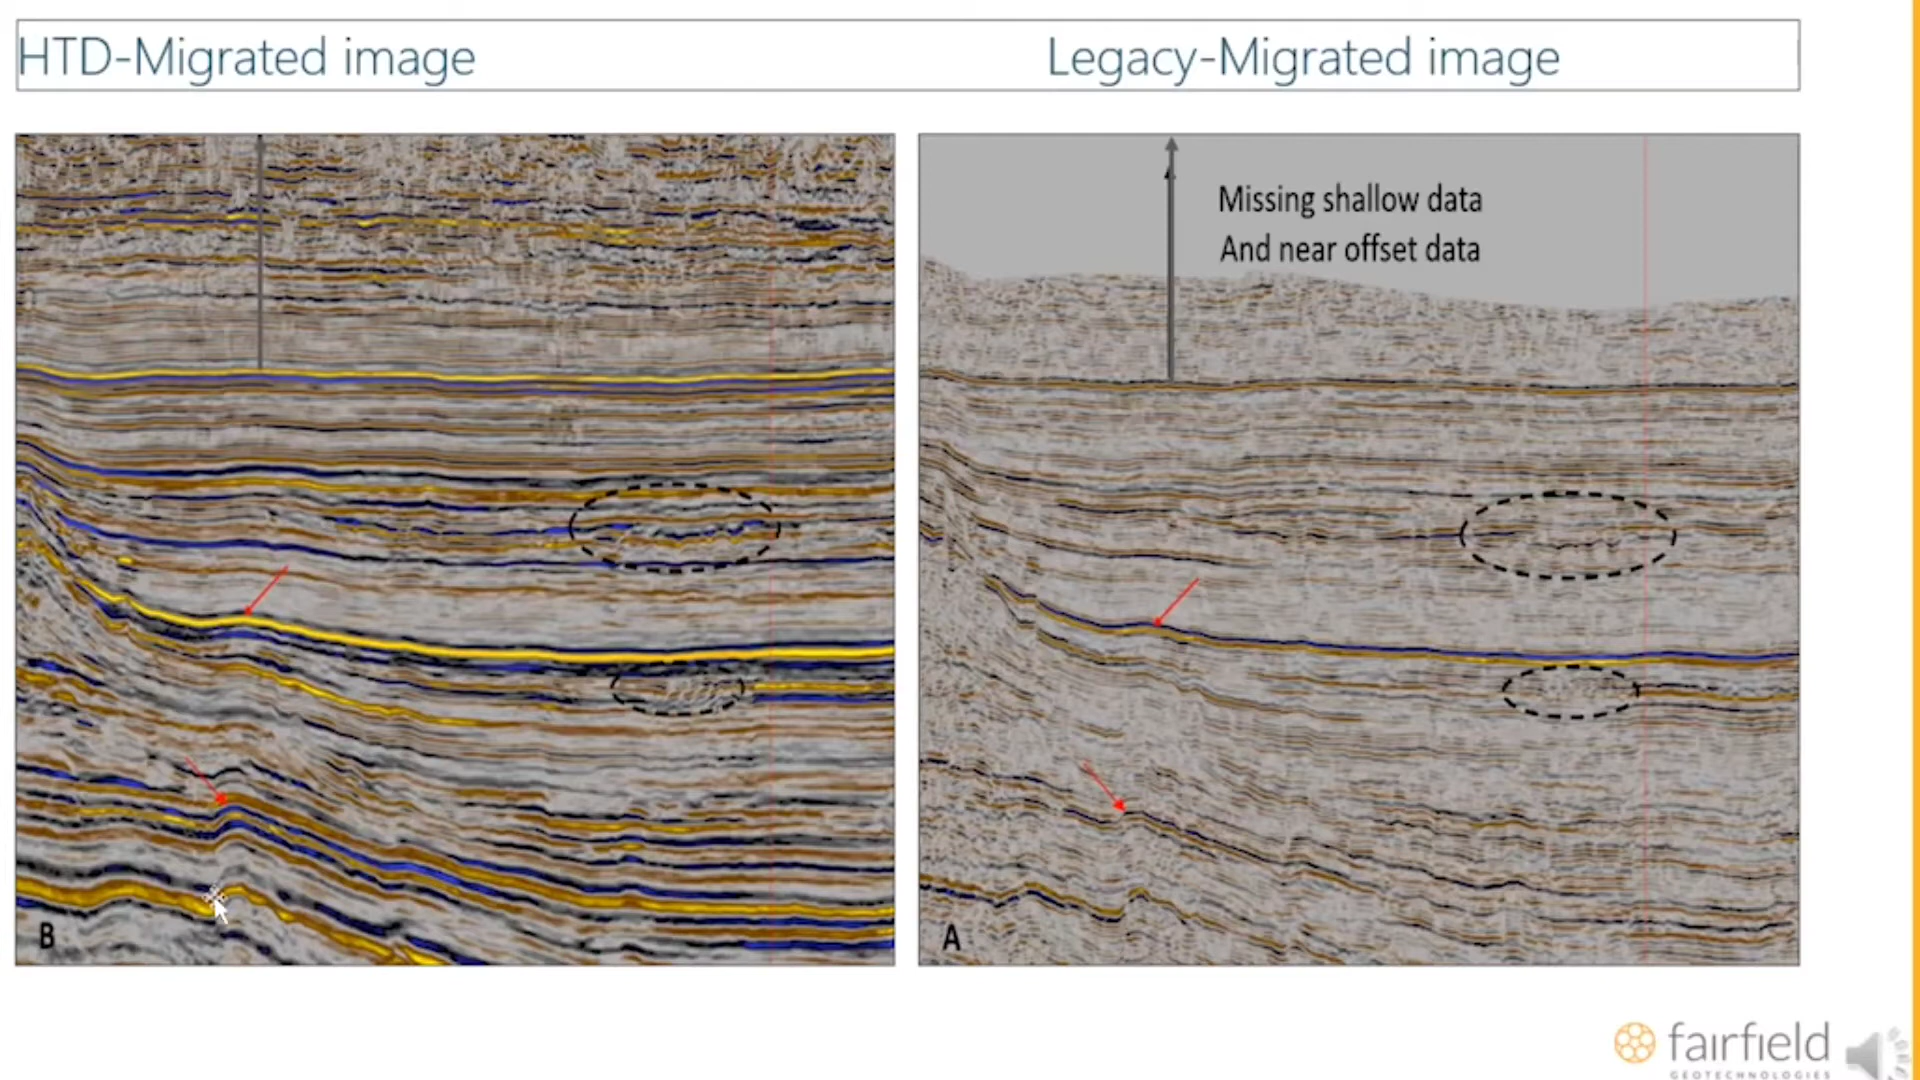 HTD-Migrated image
Legacy-Migrated image
Missing shallow data
And near offset data
B
A
fairfield
GEOTECHNOLOGIES